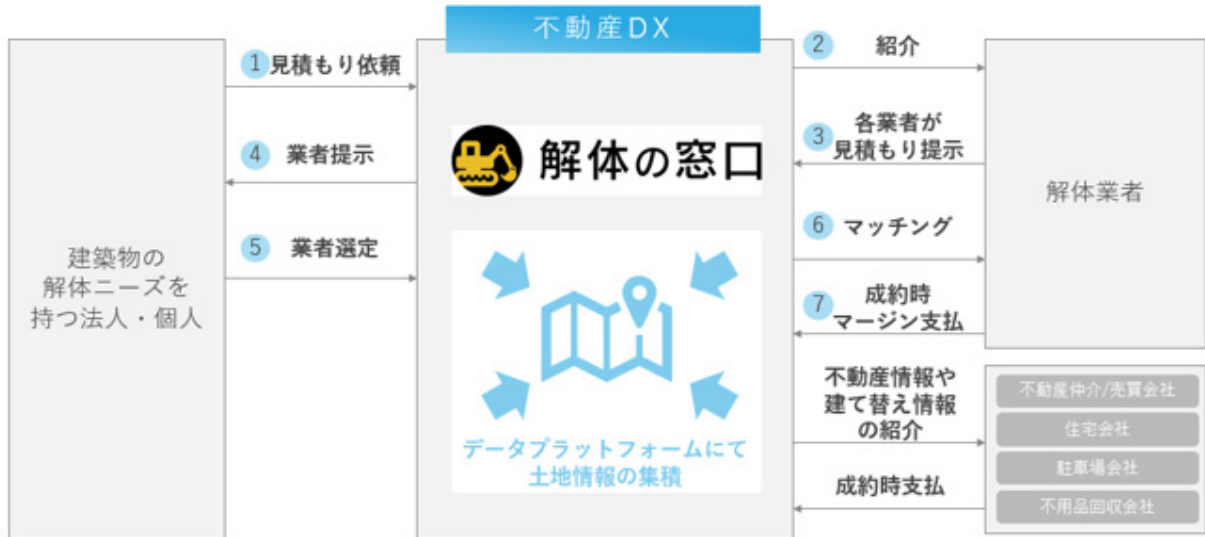 不動産DX
1 見積もり依頼
4 業者提示
5 業者選定
建築物の
解体ニーズを
持つ法人・個人
解体の窓口
データプラットフォームにて
土地情報の集積
2 紹介
3 各業者が
見積もり提示
6 マッチング
7 成約時
マージン支払
解体業者
不動産情報や
建て替え情報
の紹介
成約時支払
不動産仲介/売買会社
住宅会社
駐車場会社
不用品回収会社